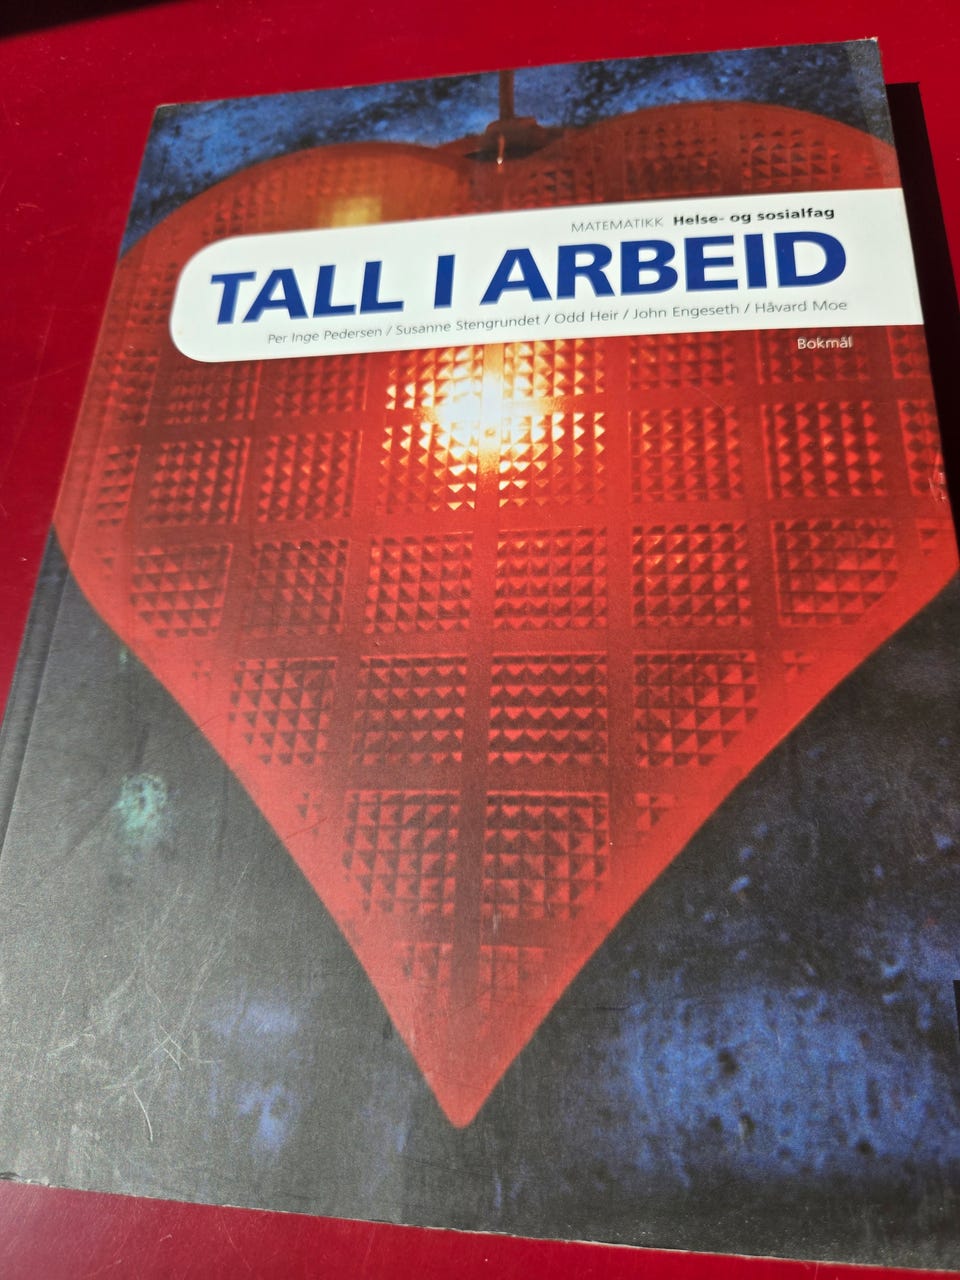 MATEMATIKK Helse- og sosialfag
TALL I ARBEID
Per Inge Pedersen / Susanne Stengrundet / Odd Heir / John Engeseth / Håvard Moe
Bokmål